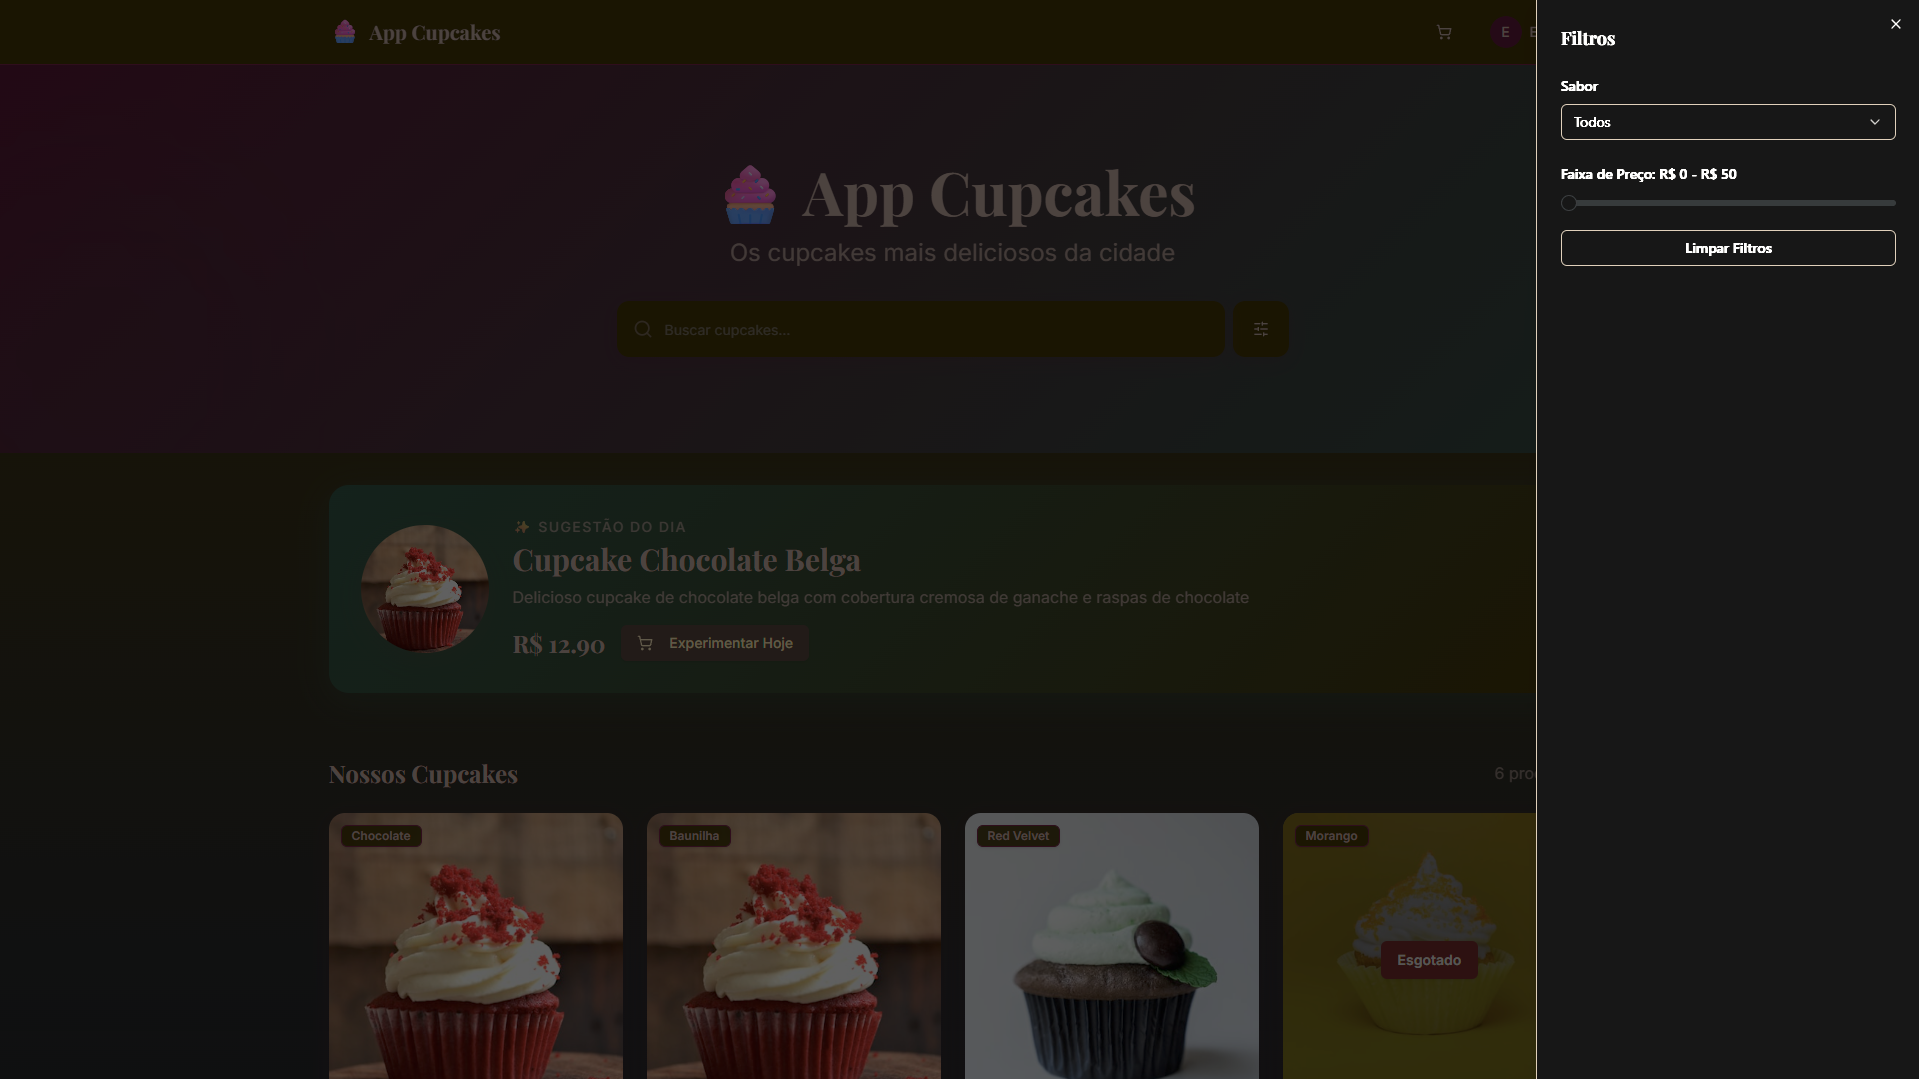 App Cupcakes
E
Filtros
Sabor
Todos
Faixa de Preço: R$ 0 - R$ 50
Limpar Filtros
App Cupcakes
Os cupcakes mais deliciosos da cidade
Buscar cupcakes...
✨ SUGESTÃO DO DIA
Cupcake Chocolate Belga
Delicioso cupcake de chocolate belga com cobertura cremosa de ganache e raspas de chocolate
R$ 12.90
Experimentar Hoje
Nossos Cupcakes
6
Chocolate
Baunilha
Red Velvet
Morango
Esgotado